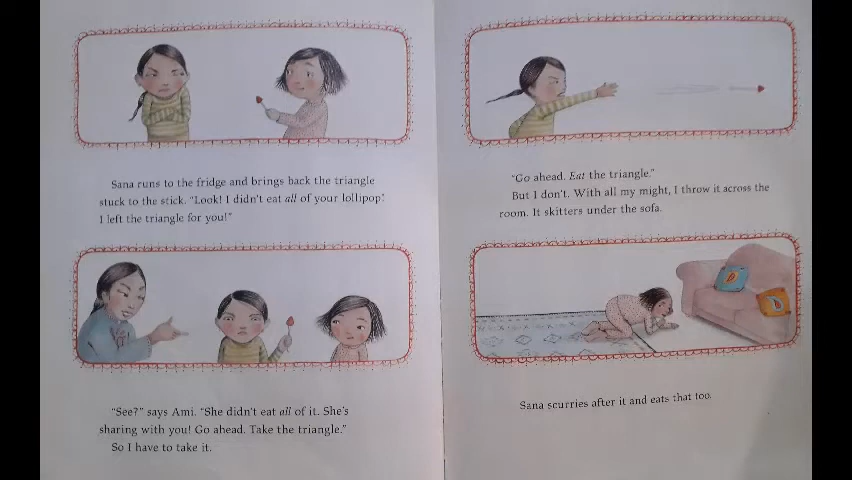 Sana runs to the fridge and brings back the triangle
stuck to the stick. "Look! I didn't eat all of your lollipop!
I left the triangle for you!"
"See?" says Ami. "She didn't eat all of it. She's
sharing with you! Go ahead. Take the triangle."
So I have to take it.
"Go ahead. Eat the triangle."
But I don't. With all my might, I throw it across the
room. It skitters under the sofa.
Sana scurries after it and eats that too.